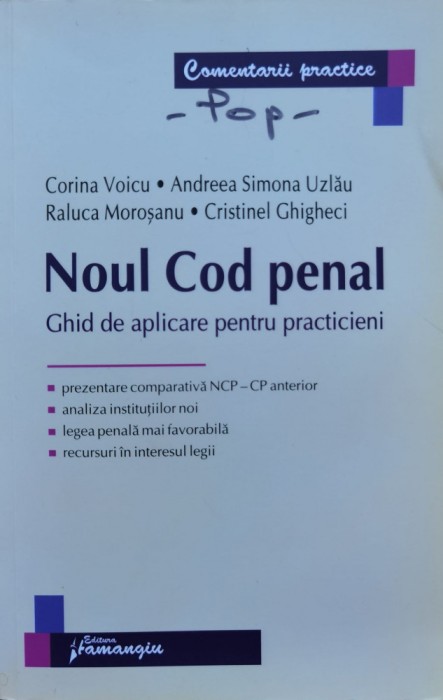 Comentarii practice
- Pop -
Corina Voicu • Andreea Simona Uzlău
Raluca Moroșanu • Cristinel Ghigheci
Noul Cod penal
Ghid de aplicare pentru practicieni
prezentare comparativă NCP – CP anterior
analiza instituțiilor noi
legea penală mai favorabilă
recursuri în interesul legii
Editura
Hamangiu